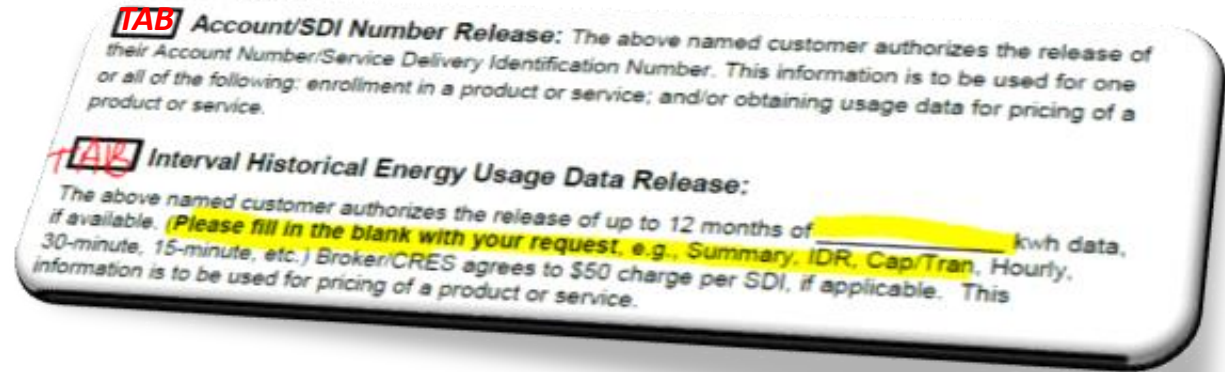 TAB Account/SDI Number Release: The above named customer authorizes the release of
their Account Number/Service Delivery Identification Number. This information is to be used for one
or all of the following: enrollment in a product or service; and/or obtaining usage data for pricing of a
product or service.
TAB Interval Historical Energy Usage Data Release:
The above named customer authorizes the release of up to 12 months of ____________ kwh data,
if available. (Please fill in the blank with your request, e.g., Summary, IDR, Cap/Tran, Hourly,
30-minute, 15-minute, etc.) Broker/CRES agrees to $50 charge per SDI, if applicable. This
information is to be used for pricing of a product or service.